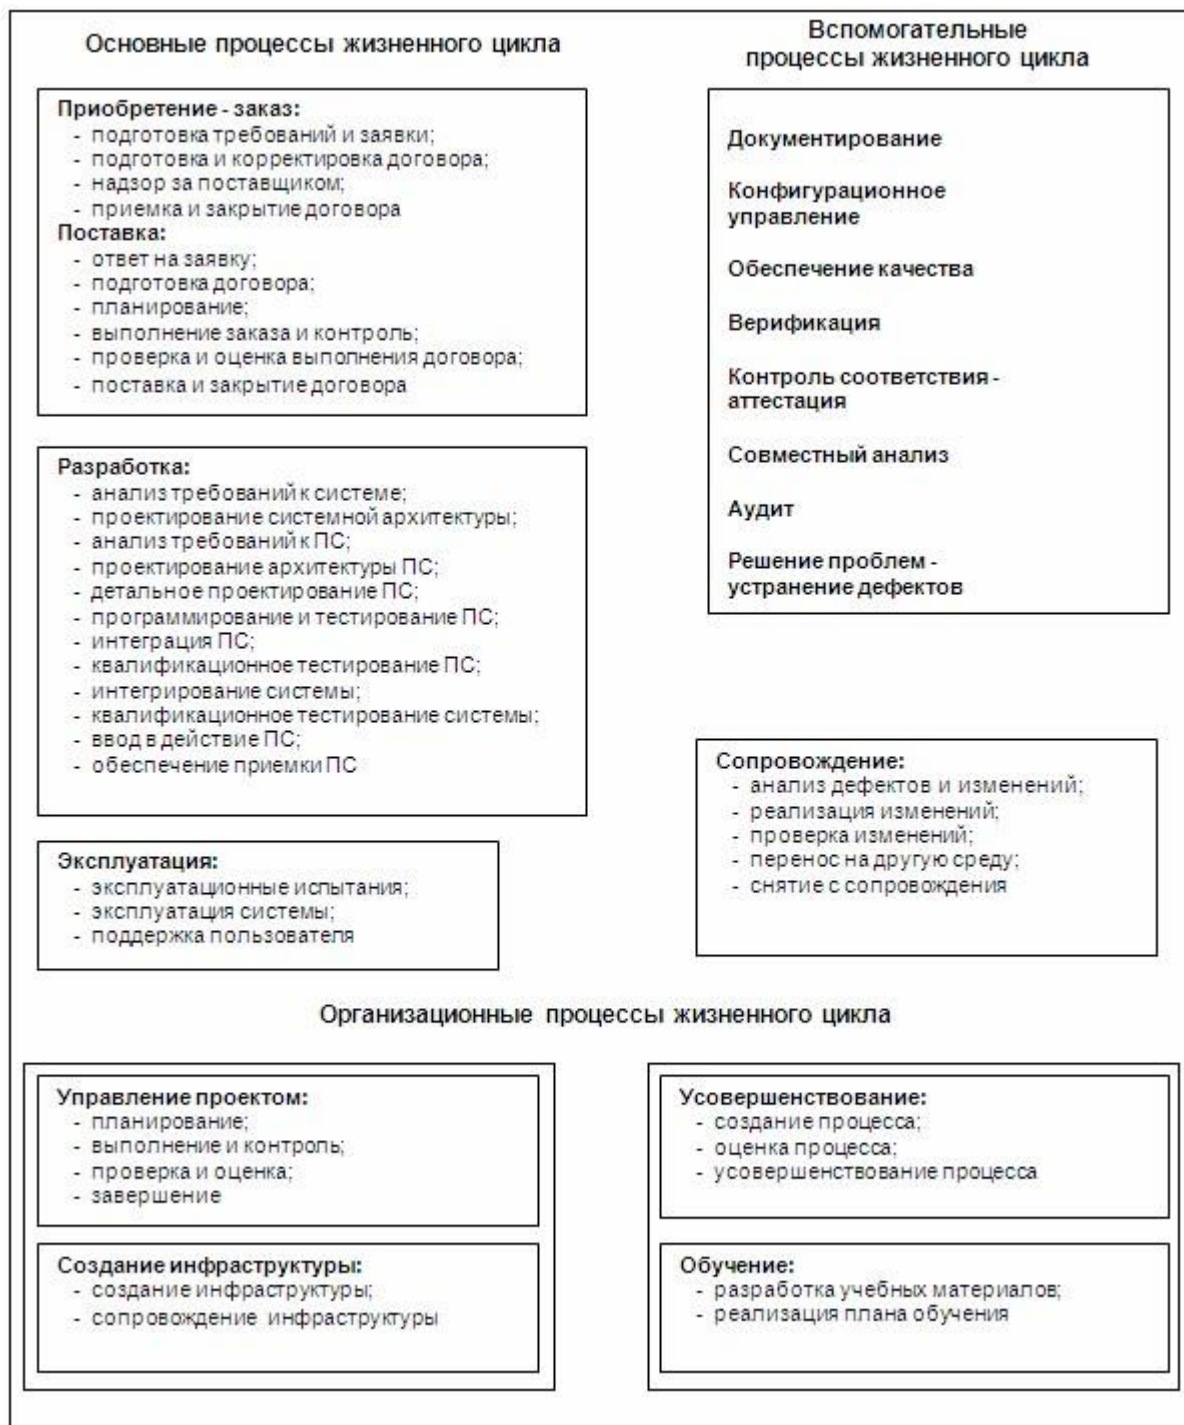 Основные процессы жизненного цикла
Приобретение - заказ:
- подготовка требований и заявки;
- подготовка и корректировка договора;
- надзор за поставщиком;
- приемка и закрытие договора
Поставка:
- ответ на заявку;
- подготовка договора;
- планирование;
- выполнение заказа и контроль;
- проверка и оценка выполнения договора;
- поставка и закрытие договора
Разработка:
- анализ требований к системе;
- проектирование системной архитектуры;
- анализ требований к ПС;
- проектирование архитектуры ПС;
- детальное проектирование ПС;
- программирование и тестирование ПС;
- интеграция ПС;
- квалификационное тестирование ПС;
- интегрирование системы;
- квалификационное тестирование системы;
- ввод в действие ПС;
- обеспечение приемки ПС
Эксплуатация:
- эксплуатационные испытания;
- эксплуатация системы;
- поддержка пользователя
Вспомогательные
процессы жизненного цикла
Документирование
Конфигурационное
управление
Обеспечение качества
Верификация
Контроль соответствия -
аттестация
Совместный анализ
Аудит
Решение проблем -
устранение дефектов
Сопровождение:
- анализ дефектов и изменений;
- реализация изменений;
- проверка изменений;
- перенос на другую среду;
- снятие с сопровождения
Организационные процессы жизненного цикла
Управление проектом:
- планирование;
- выполнение и контроль;
- проверка и оценка;
- завершение
Создание инфраструктуры:
- создание инфраструктуры;
- сопровождение инфраструктуры
Усовершенствование:
- создание процесса;
- оценка процесса;
- усовершенствование процесса
Обучение:
- разработка учебных материалов;
- реализация плана обучения